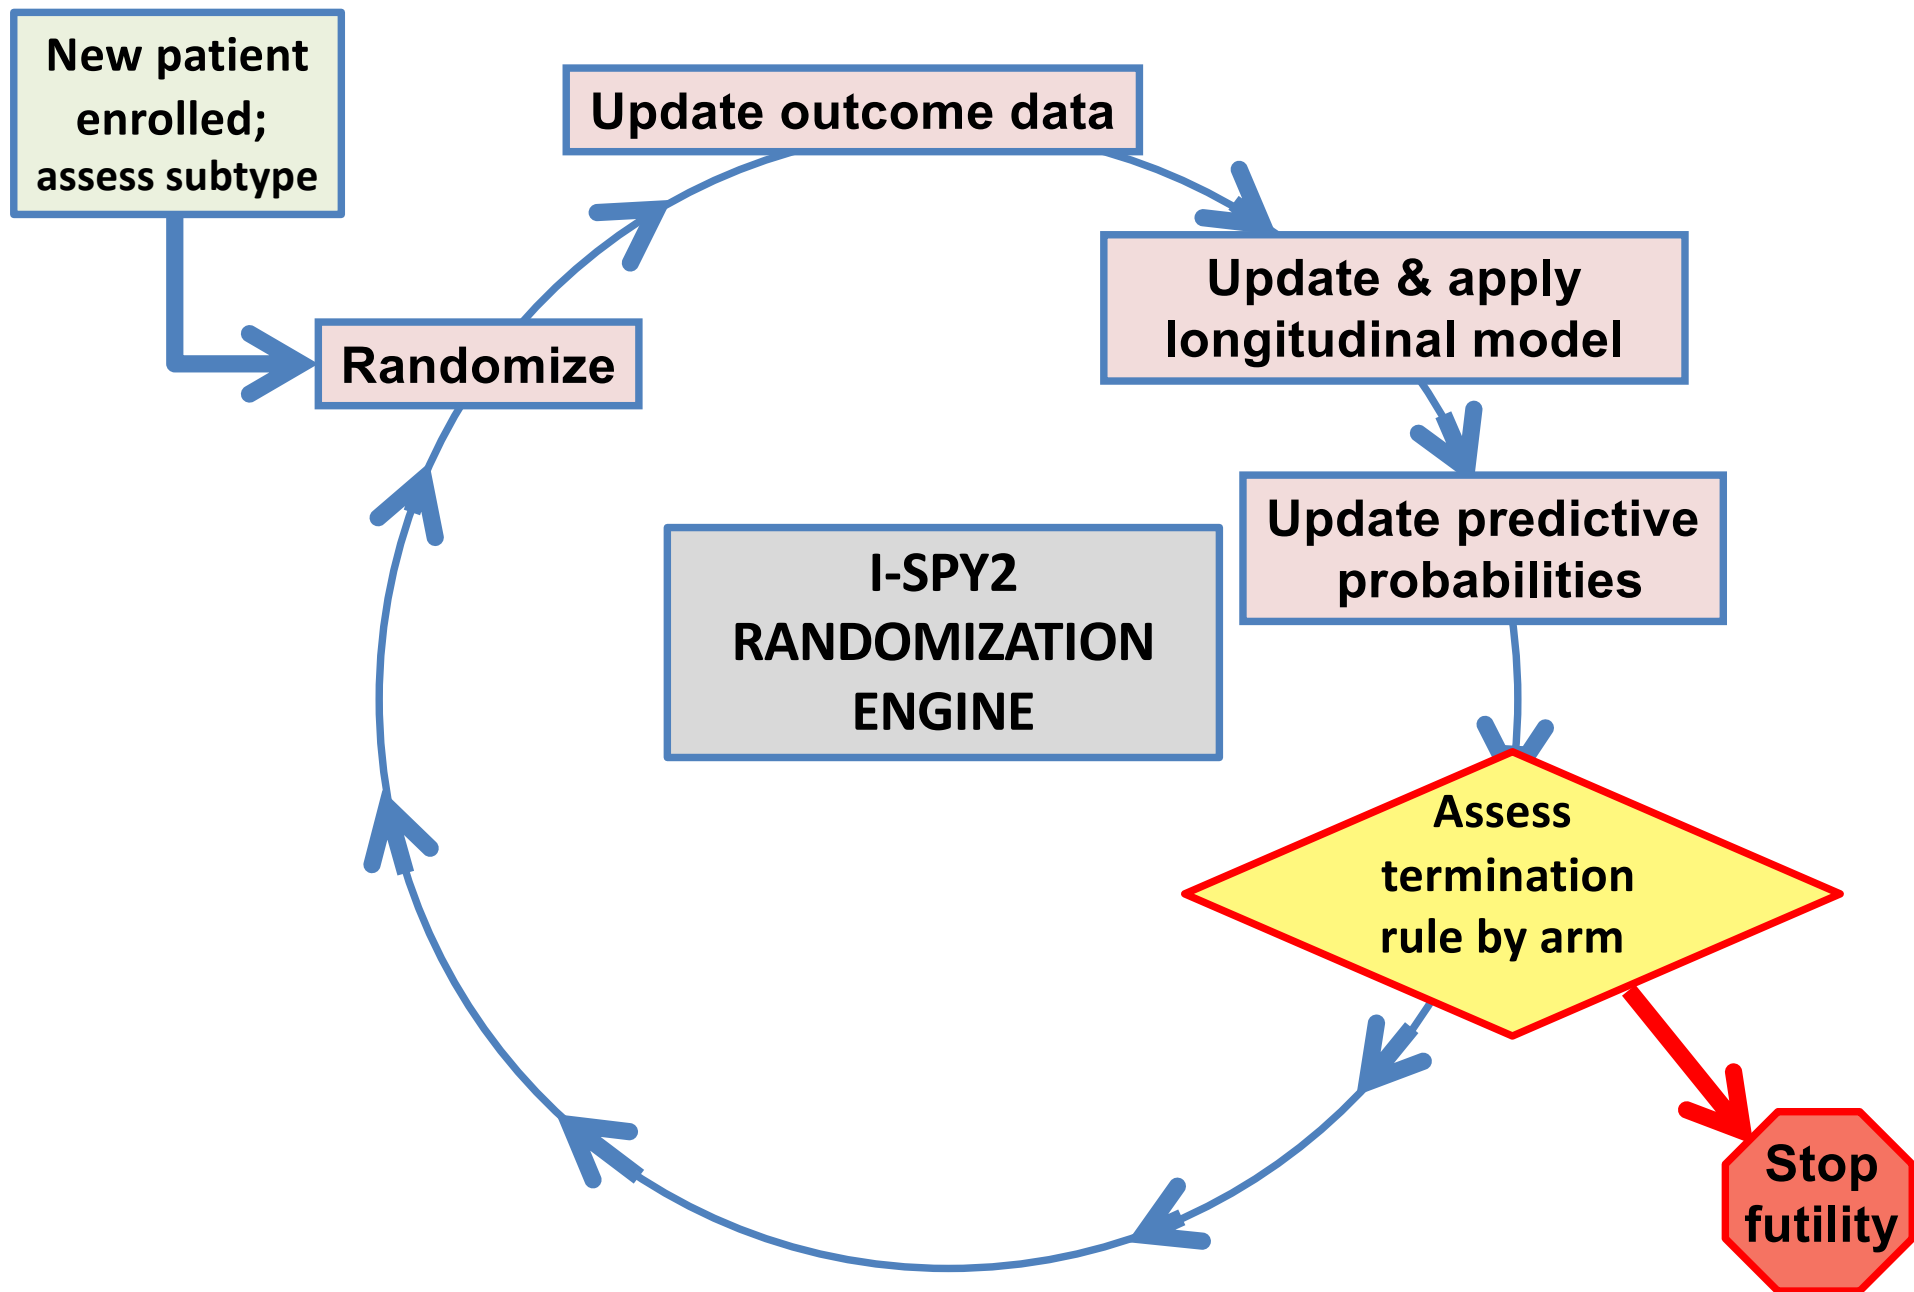 New patient
enrolled;
assess subtype
Update outcome data
Update & apply
longitudinal model
Randomize
Update predictive
probabilities
I-SPY2
RANDOMIZATION
ENGINE
Assess
termination
rule by arm
Stop
futility